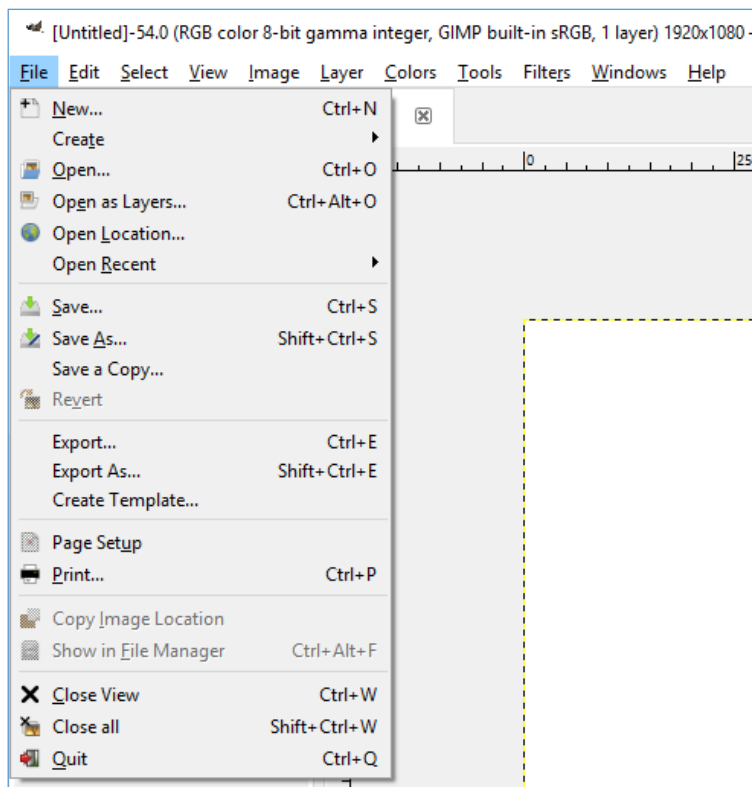 [Untitled]-54.0 (RGB color 8-bit gamma integer, GIMP built-in sRGB, 1 layer) 1920x1080 -
File Edit Select View Image Layer Colors Tools Filters Windows Help
New... Ctrl+N
Create
Open... Ctrl+O
Open as Layers... Ctrl+Alt+O
Open Location...
Open Recent
Save... Ctrl+S
Save As... Shift+Ctrl+S
Save a Copy...
Revert
Export... Ctrl+E
Export As... Shift+Ctrl+E
Create Template...
Page Setup
Print... Ctrl+P
Copy Image Location
Show in File Manager Ctrl+Alt+F
Close View Ctrl+W
Close all Shift+Ctrl+W
Quit Ctrl+Q
0 25